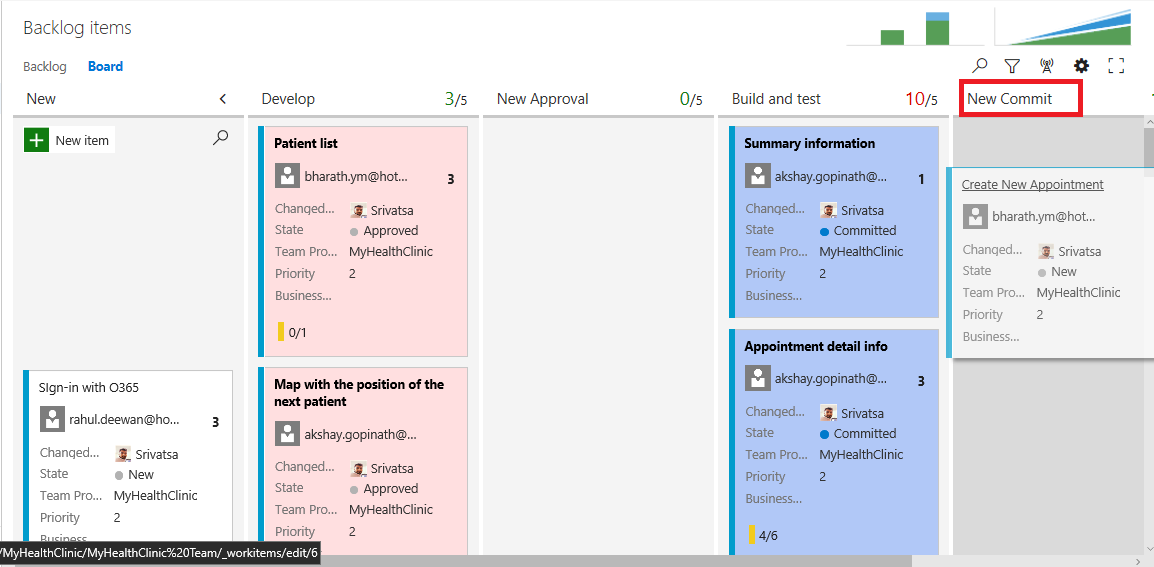 Backlog items
Backlog Board
New
New item
SIgn-in with O365
rahul.deewan@ho...
3
Changed... Srivatsa
State New
Team Pro... MyHealthClinic
Priority 2
Business
/MyHealthClinic/MyHealthClinic%20Team/_workitems/edit/6
Develop 3/5
Patient list
bharath.ym@hot...
3
Changed... Srivatsa
State Approved
Team Pro... MyHealthClinic
Priority 2
Business...
0/1
Map with the position of the
next patient
akshay.gopinath@...
Changed... Srivatsa
State Approved
Team Pro... MyHealthClinic
Priority 2
New Approval 0/5
Build and test 10/5
Summary information
akshay.gopinath@...
1
Changed... Srivatsa
State Committed
Team Pro... MyHealthClinic
Priority 2
Business...
Appointment detail info
akshay.gopinath@...
3
Changed... Srivatsa
State Committed
Team Pro... MyHealthClinic
Priority 2
Business...
4/6
New Commit
Create New Appointment
bharath.ym@hot...
Changed... Srivatsa
State New
Team Pro... MyHealthClinic
Priority 2
Business...